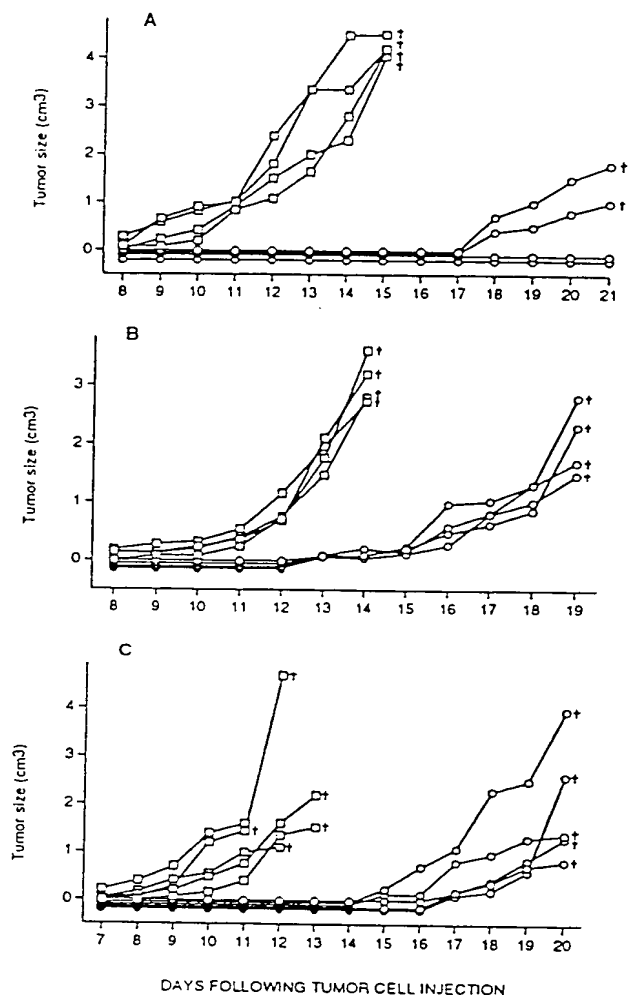 A
Tumor size (cm3)
4
3
2
1
0
† † † †
† †
8 9 10 11 12 13 14 15 16 17 18 19 20 21
B
Tumor size (cm3)
3
2
1
0
† † † †
† † † †
8 9 10 11 12 13 14 15 16 17 18 19
C
Tumor size (cm3)
4
3
2
1
0
† † † † †
† † † † †
7 8 9 10 11 12 13 14 15 16 17 18 19 20
DAYS FOLLOWING TUMOR CELL INJECTION